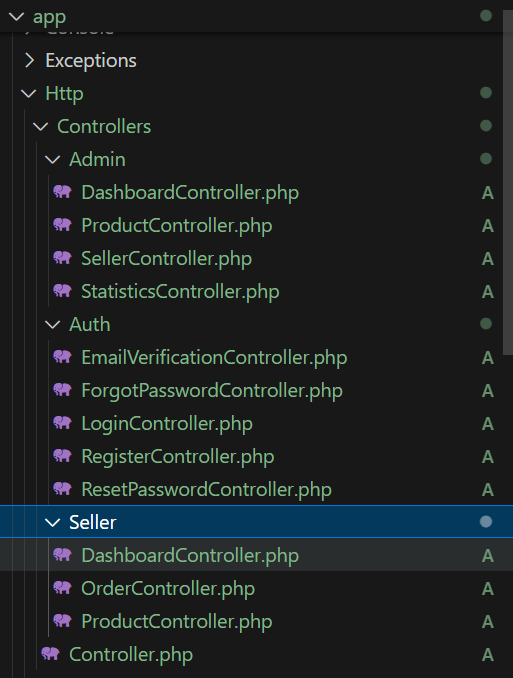 app
Console
Exceptions
Http
Controllers
Admin
DashboardController.php A
ProductController.php A
SellerController.php A
StatisticsController.php A
Auth
EmailVerificationController.php A
ForgotPasswordController.php A
LoginController.php A
RegisterController.php A
ResetPasswordController.php A
Seller
DashboardController.php A
OrderController.php A
ProductController.php A
Controller.php A